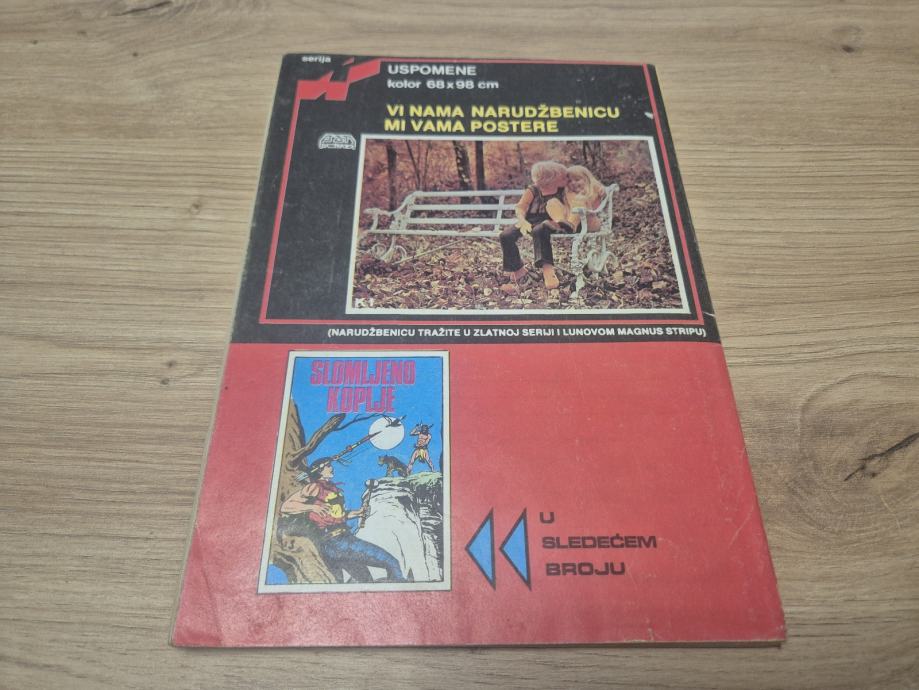 serija
USPOMENE
kolor 68 x 98 cm
VI NAMA NARUDŽBENICU
MI VAMA POSTERE
K 1
(NARUDŽBENICU TRAŽITE U ZLATNOJ SERIJI I LUNOVOM MAGNUS STRIPU)
SLOMLJENO
KOPLJE
U
SLEDEĆEM
BROJU